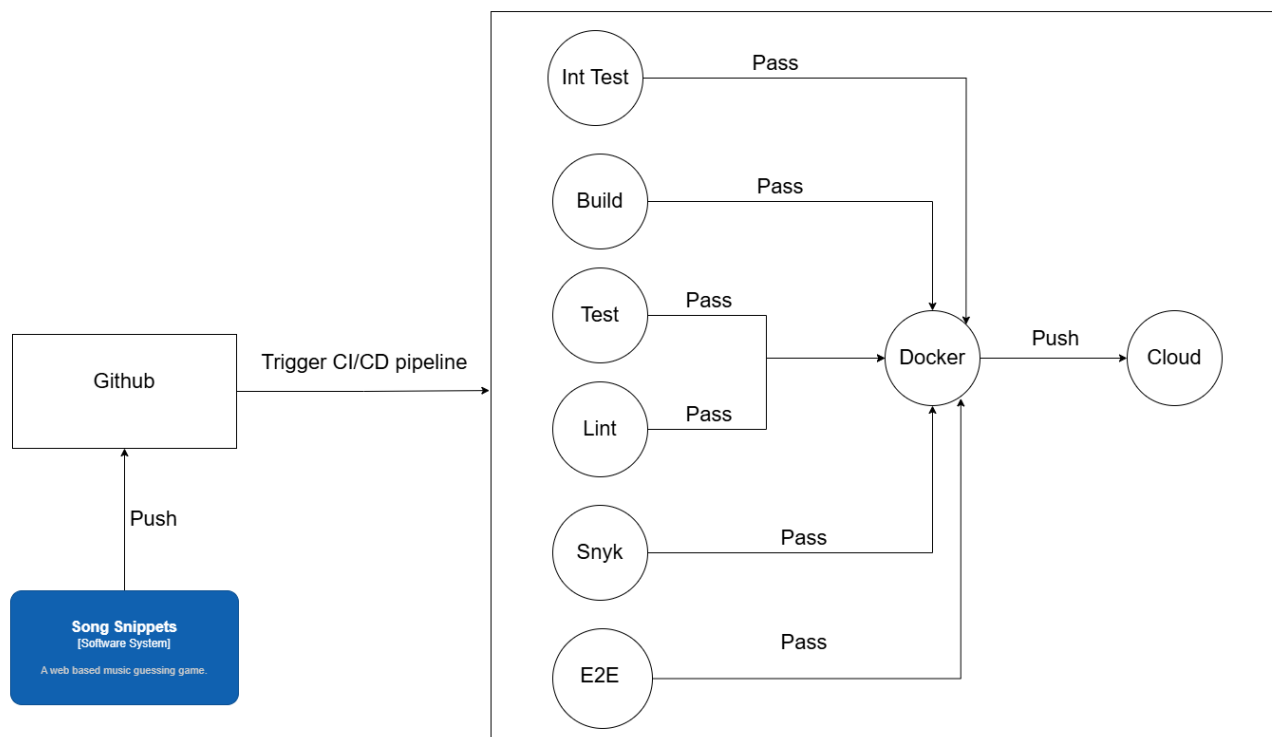 Int Test
Pass
Build
Pass
Test
Pass
Github
Trigger CI/CD pipeline
Docker
Push
Cloud
Lint
Pass
Push
Snyk
Pass
Song Snippets
[Software System]
A web based music guessing game.
E2E
Pass